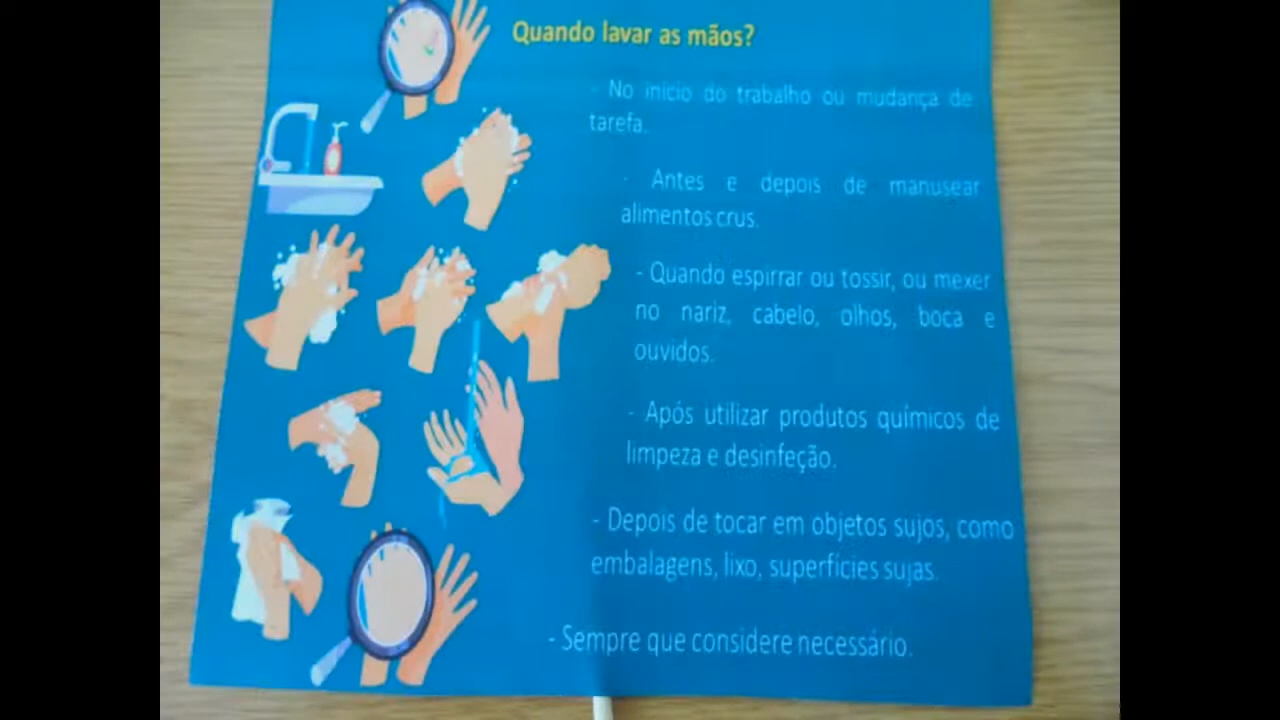 Quando lavar as mãos?
- No início do trabalho ou mudança de
tarefa.
- Antes e depois de manusear
alimentos crus.
- Quando espirrar ou tossir, ou mexer
no nariz, cabelo, olhos, boca e
ouvidos.
- Após utilizar produtos químicos de
limpeza e desinfeção.
- Depois de tocar em objetos sujos, como
embalagens, lixo, superfícies sujas.
- Sempre que considere necessário.